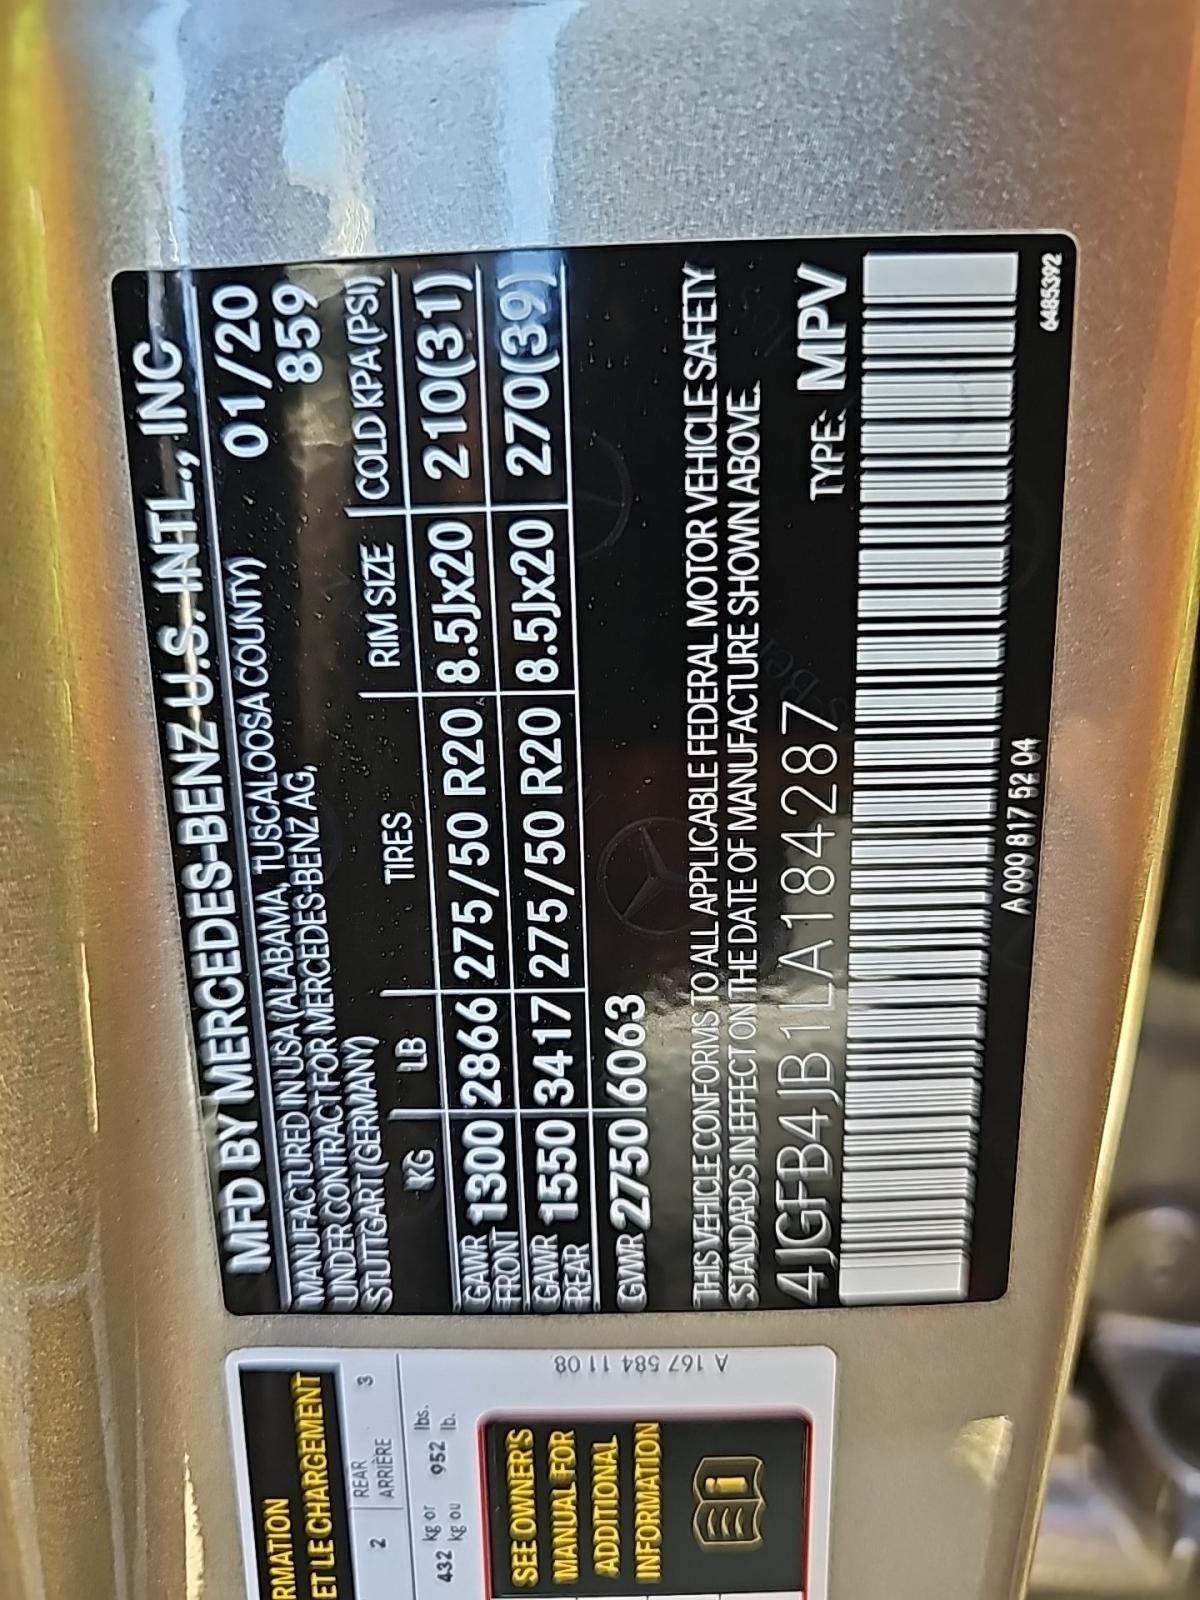 MFD BY MERCEDES-BENZ U.S. INTL., INC
MANUFACTURED IN USA (ALABAMA, TUSCALOOSA COUNTY) 01/20
UNDER CONTRACT FOR MERCEDES-BENZ AG, 859
STUTTGART (GERMANY)
KG LB TIRES RIM SIZE COLD KPA (PSI)
GAWR FRONT 1300 2866 275/50 R20 8.5Jx20 210(31)
GAWR REAR 1550 3417 275/50 R20 8.5Jx20 270(39)
GVWR 2750 6063
THIS VEHICLE CONFORMS TO ALL APPLICABLE FEDERAL MOTOR VEHICLE SAFETY
STANDARDS IN EFFECT ON THE DATE OF MANUFACTURE SHOWN ABOVE.
4JGFB4JB1LA184287 TYPE: MPV
A 099 817 52 04
6485392
RMATION
ET LE CHARGEMENT
2 REAR 3
ARRIÈRE
432 kg or 952 lbs.
kg ou lb.
SEE OWNER'S
MANUAL FOR
ADDITIONAL
INFORMATION
A 167 584 11 08